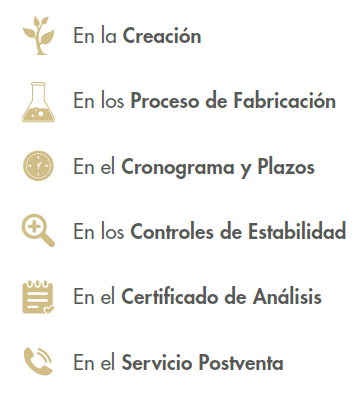 En la Creación
En los Proceso de Fabricación
En el Cronograma y Plazos
En los Controles de Estabilidad
En el Certificado de Análisis
En el Servicio Postventa